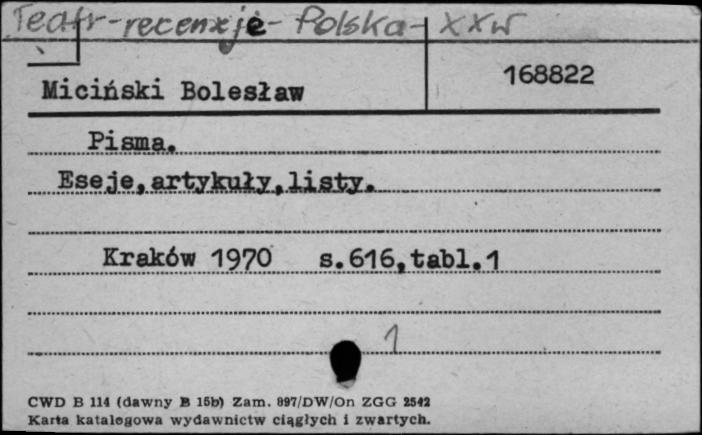 Teatr-recenzje-Polska-XXw
Miciński Bolesław
168822
Pisma.
Eseje,artykuły,listy.
Kraków 1970 s.616,tabl.1
1
CWD B 114 (dawny B 15b) Zam. 897/DW/On ZGG 2542
Karta katalogowa wydawnictw ciągłych i zwartych.